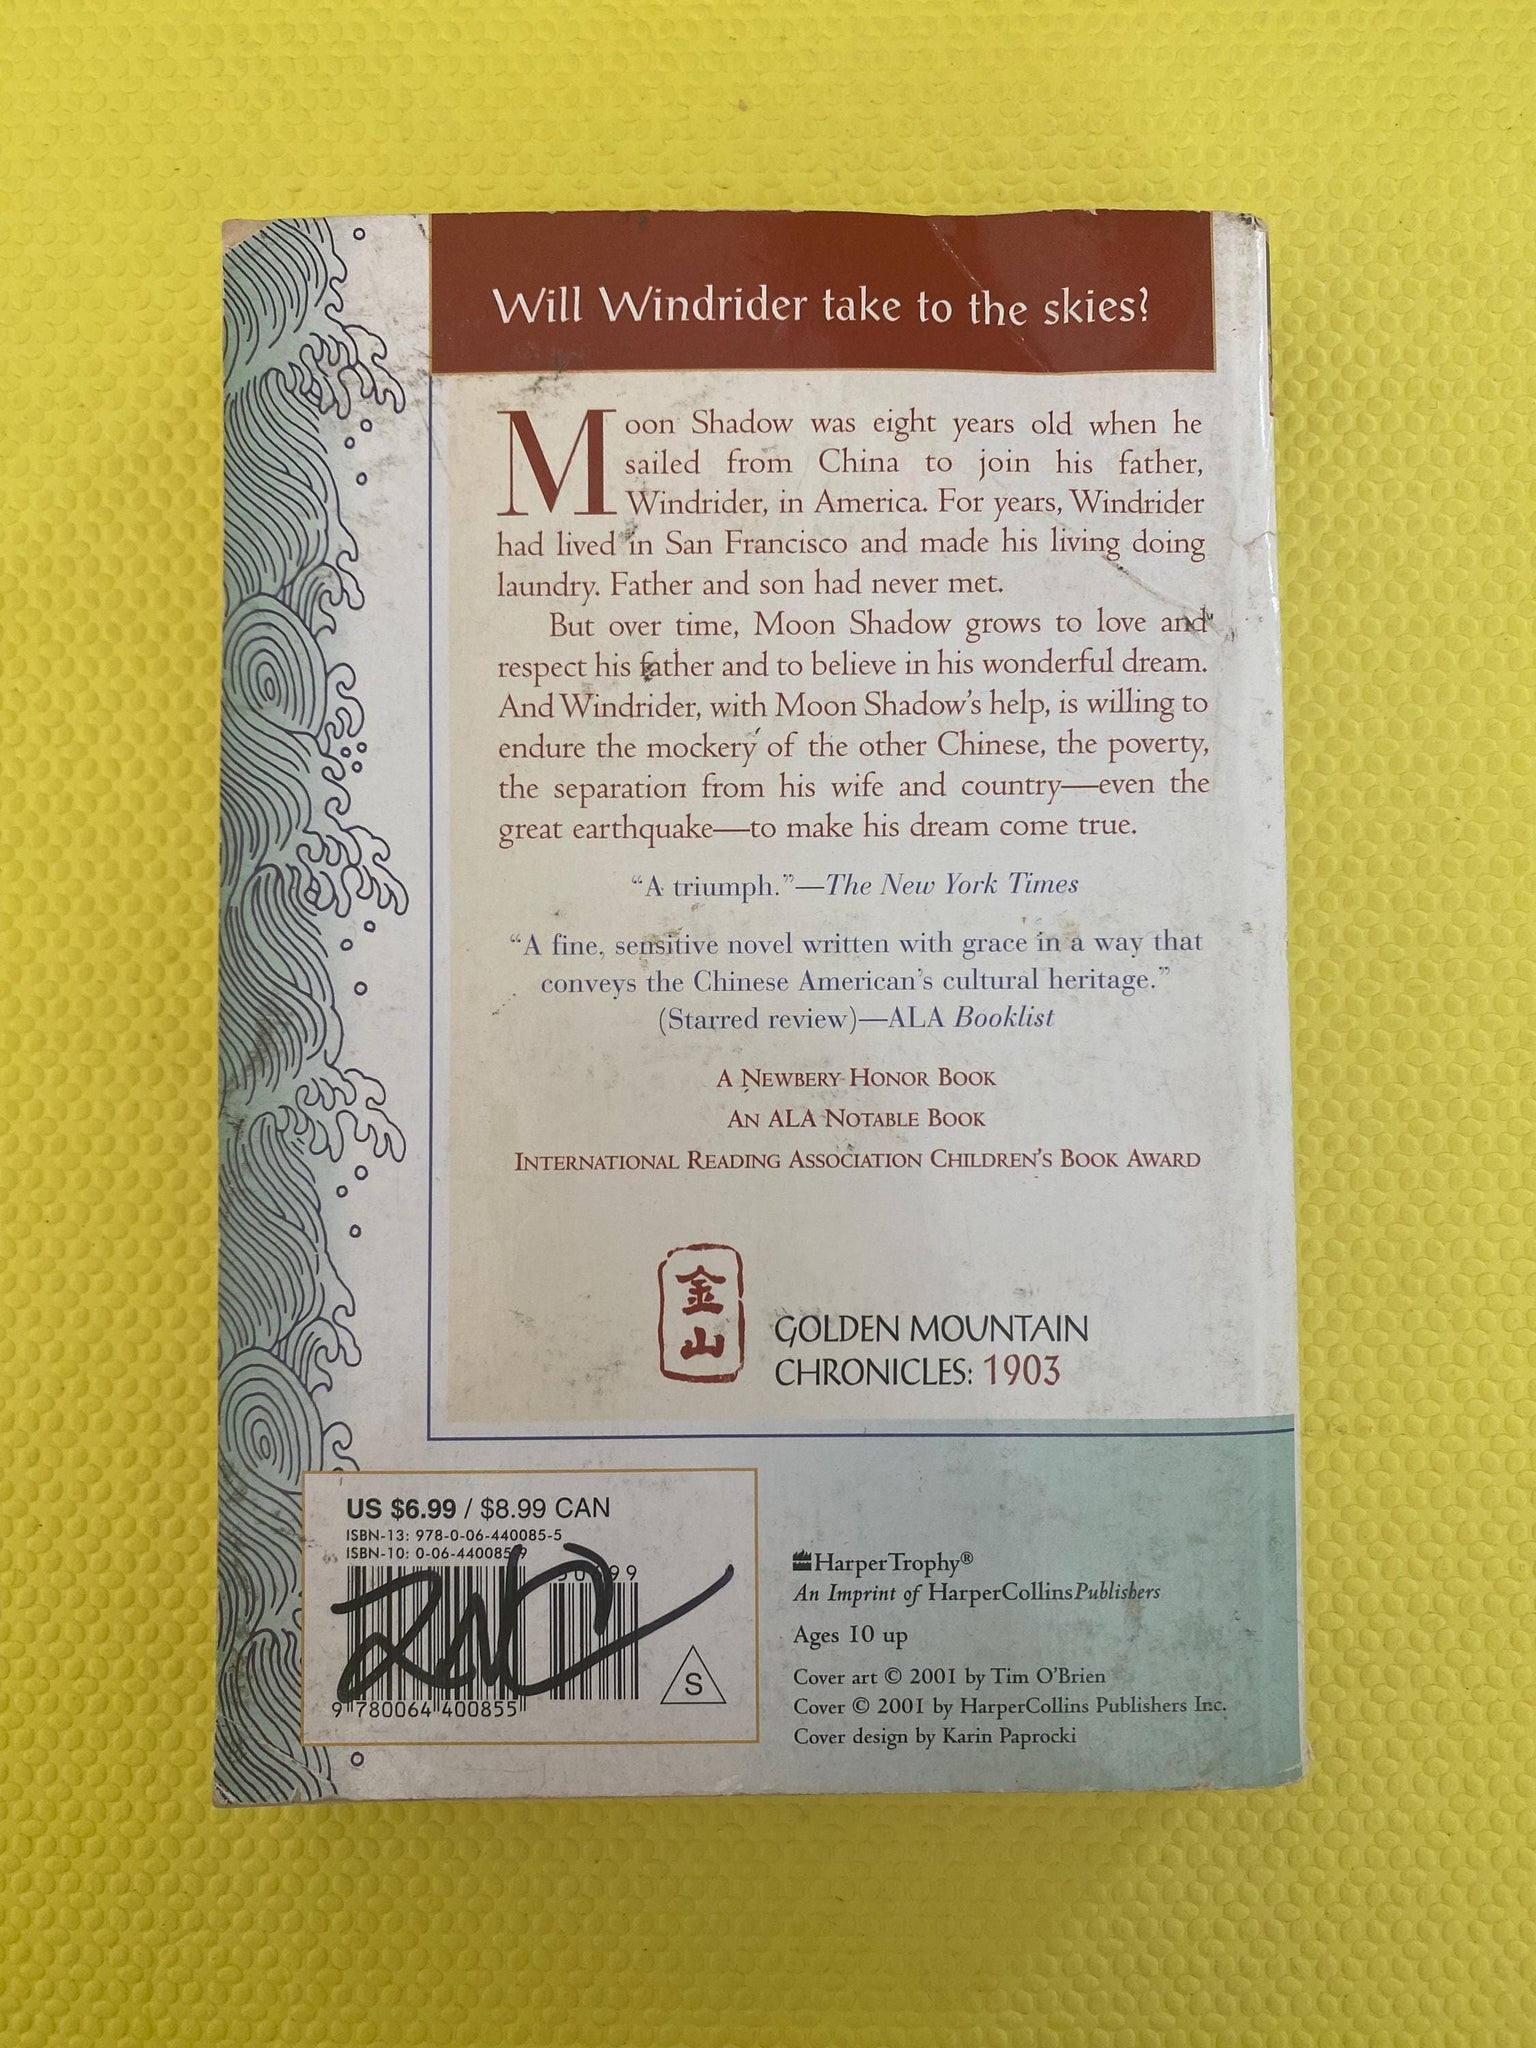 Will Windrider take to the skies?
Moon Shadow was eight years old when he
sailed from China to join his father,
Windrider, in America. For years, Windrider
had lived in San Francisco and made his living doing
laundry. Father and son had never met.
But over time, Moon Shadow grows to love and
respect his father and to believe in his wonderful dream.
And Windrider, with Moon Shadow's help, is willing to
endure the mockery of the other Chinese, the poverty,
the separation from his wife and country—even the
great earthquake—to make his dream come true.
“A triumph.”—The New York Times
“A fine, sensitive novel written with grace in a way that
conveys the Chinese American's cultural heritage.”
(Starred review)—ALA Booklist
A NEWBERY HONOR BOOK
AN ALA NOTABLE BOOK
INTERNATIONAL READING ASSOCIATION CHILDREN'S BOOK AWARD
金
山
GOLDEN MOUNTAIN
CHRONICLES: 1903
US $6.99 / $8.99 CAN
ISBN-13: 978-0-06-440085-5
ISBN-10: 0-06-440085-9
9 780064 400855
S
HarperTrophy®
An Imprint of HarperCollinsPublishers
Ages 10 up
Cover art © 2001 by Tim O'Brien
Cover © 2001 by HarperCollins Publishers Inc.
Cover design by Karin Paprocki